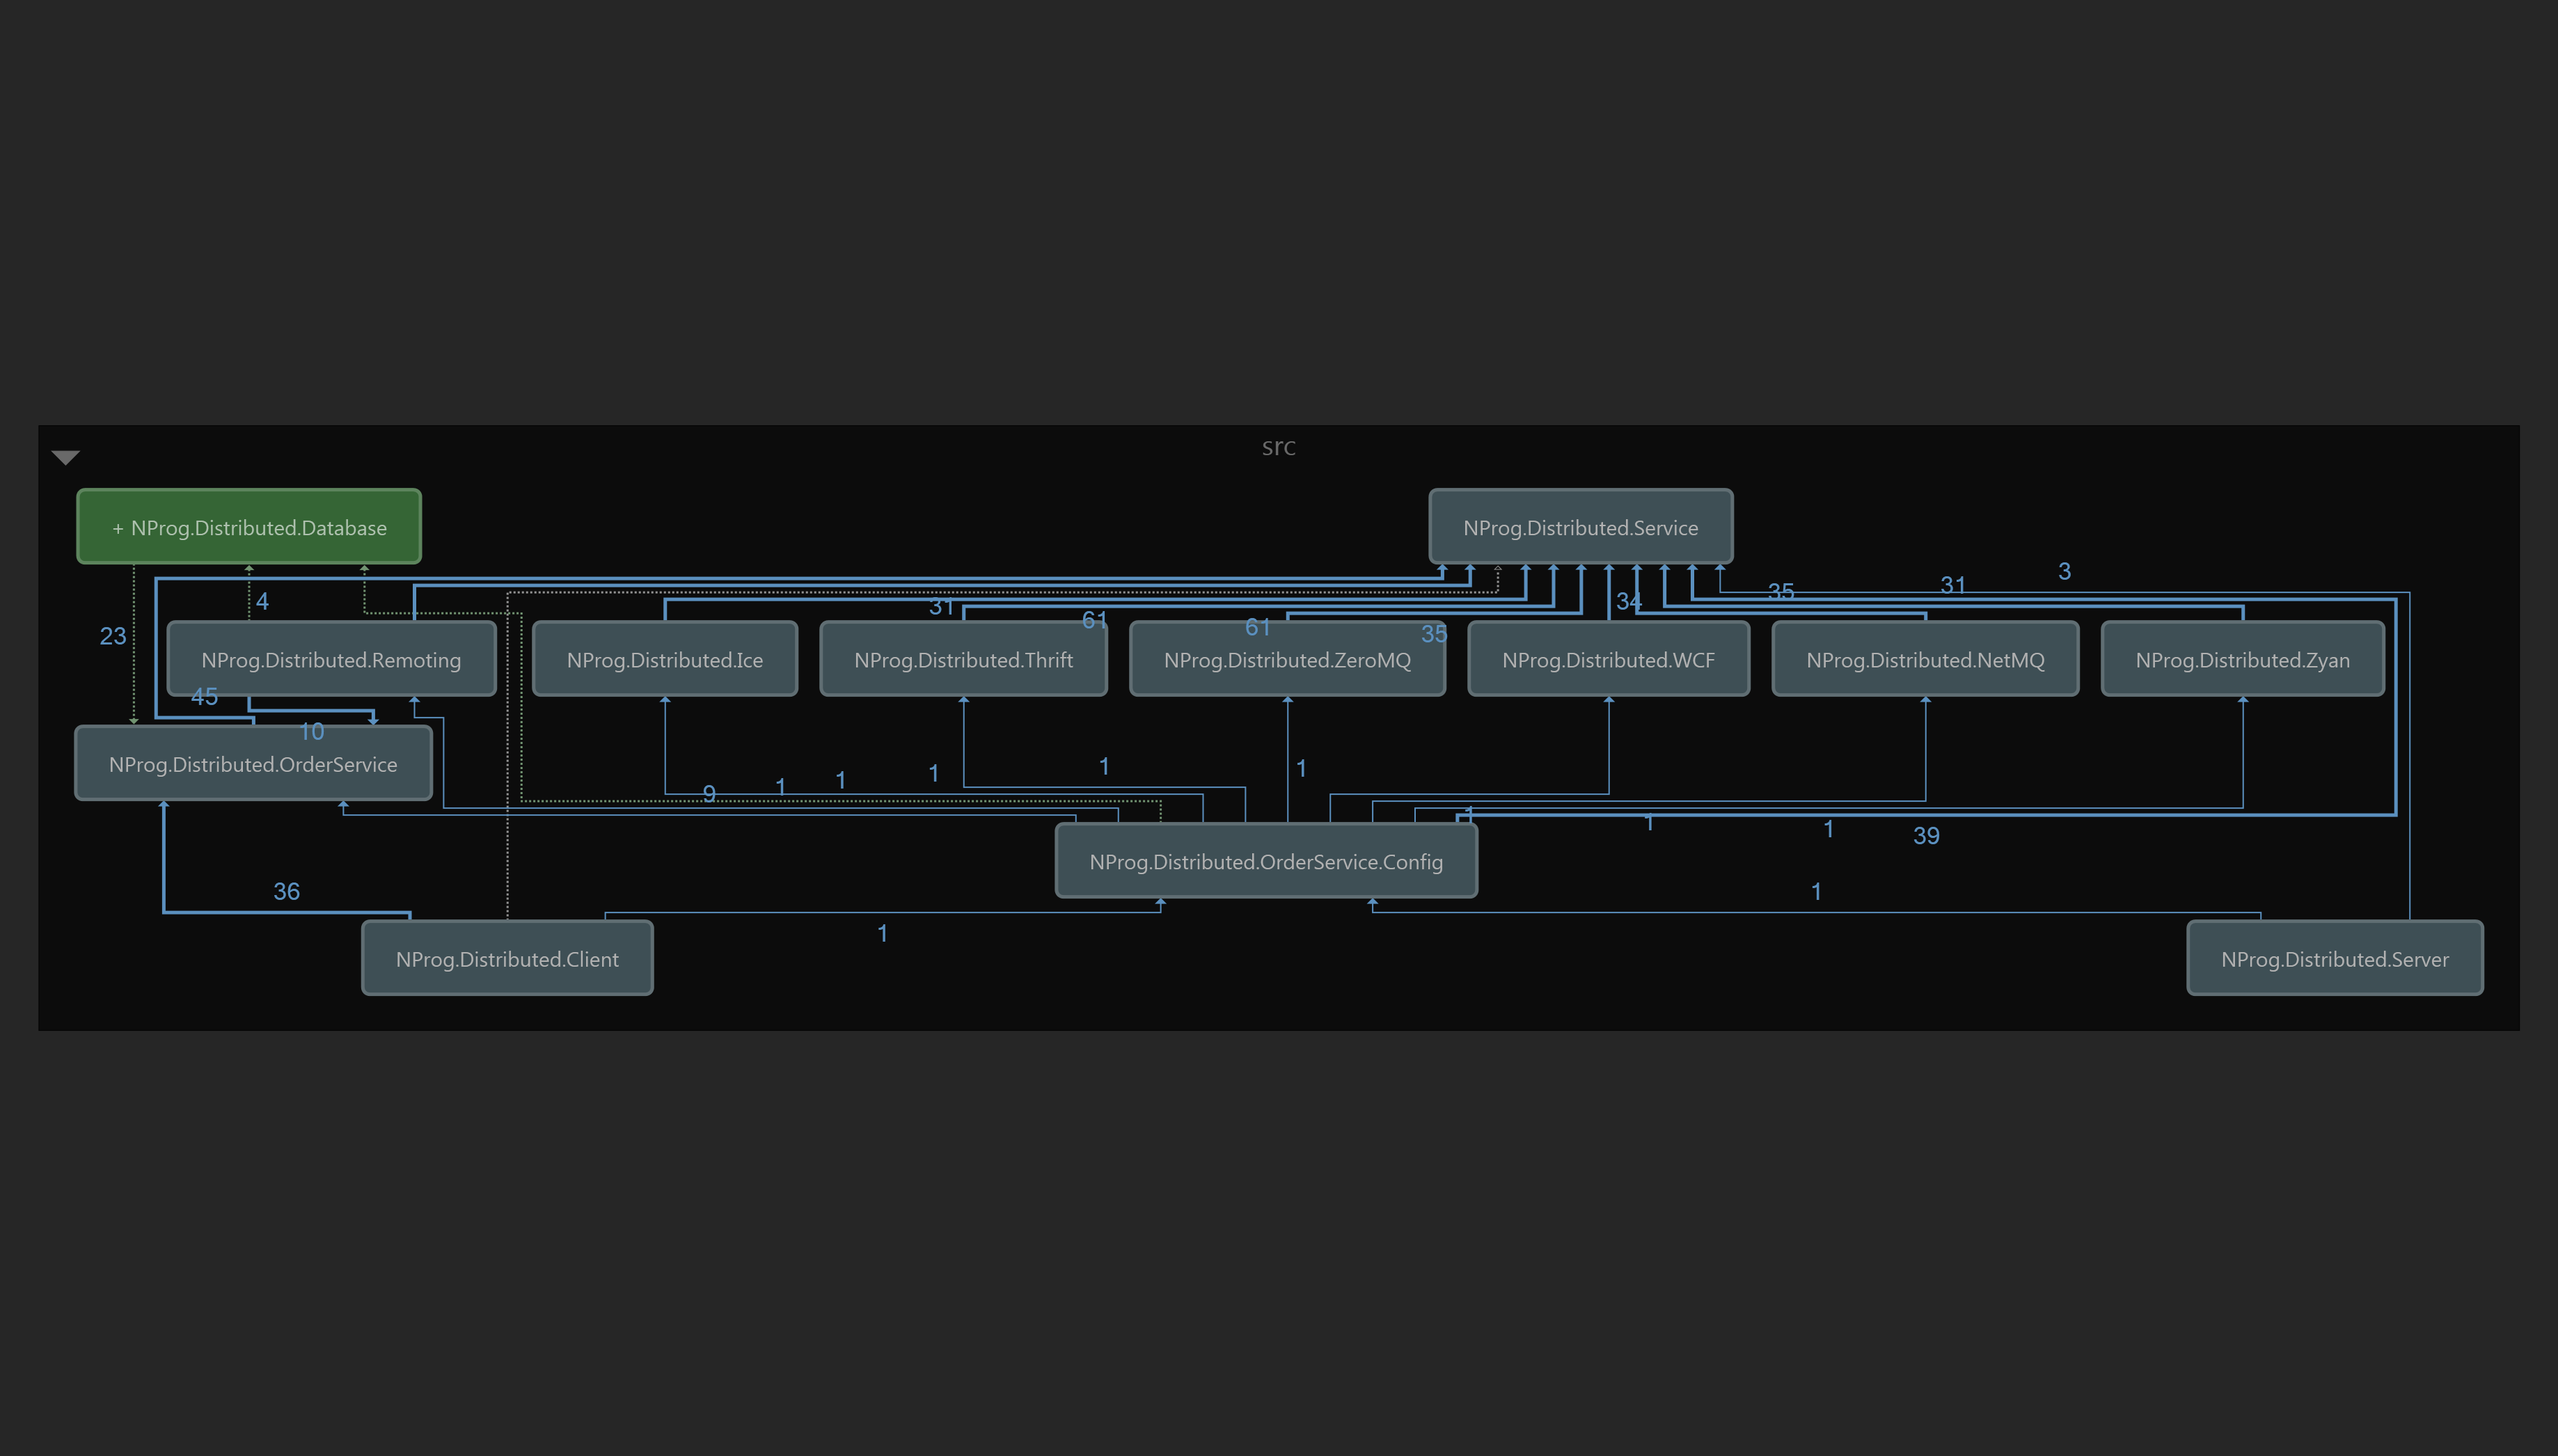 src
+ NProg.Distributed.Database
NProg.Distributed.Service
3
31
35
4
34
31
61
61
35
23
NProg.Distributed.Remoting
NProg.Distributed.Ice
NProg.Distributed.Thrift
NProg.Distributed.ZeroMQ
NProg.Distributed.WCF
NProg.Distributed.NetMQ
NProg.Distributed.Zyan
45
10
NProg.Distributed.OrderService
1
1
1
1
1
9
1
1
1
39
NProg.Distributed.OrderService.Config
36
1
1
NProg.Distributed.Client
NProg.Distributed.Server